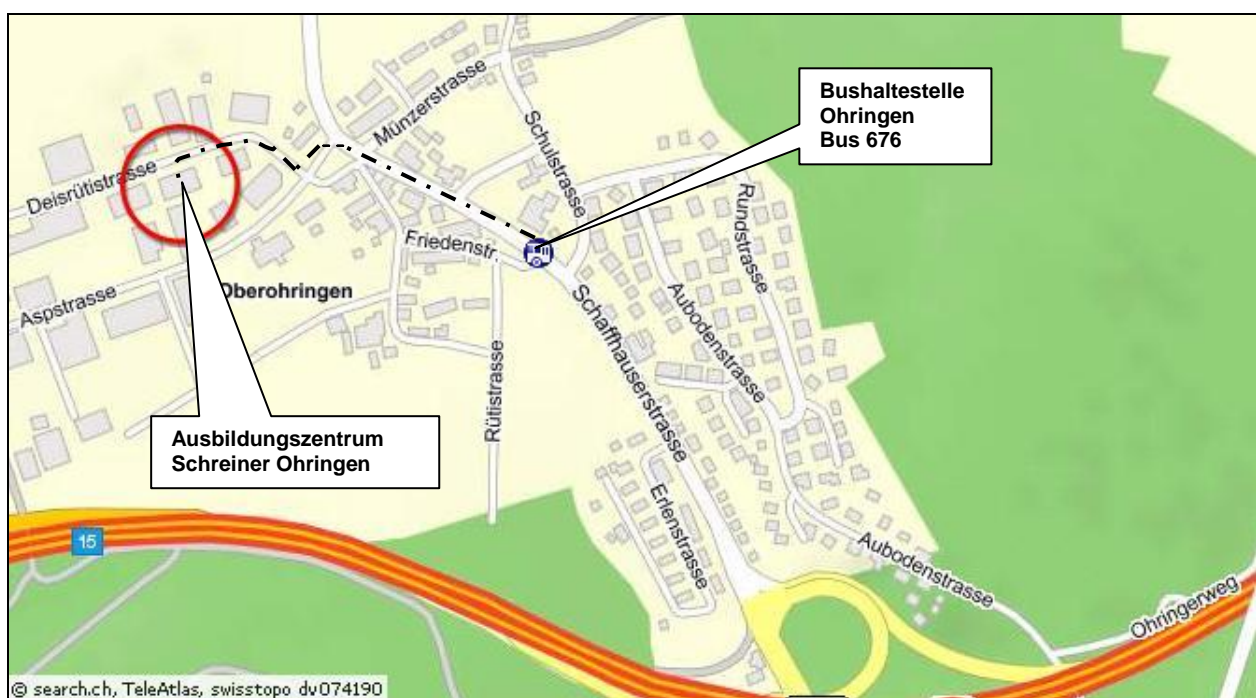 Bushaltestelle
Ohringen
Bus 676
Münzerstrasse
Schulstrasse
Deisrütistrasse
Rundstrasse
Friedenstr.
Oberohringen
Aspstrasse
Aubodenstrasse
Schaffhauserstrasse
Rütistrasse
Ausbildungszentrum
Schreiner Ohringen
Erlenstrasse
15
Aubodenstrasse
Ohringerweg
© search.ch, TeleAtlas, swisstopo dv074190